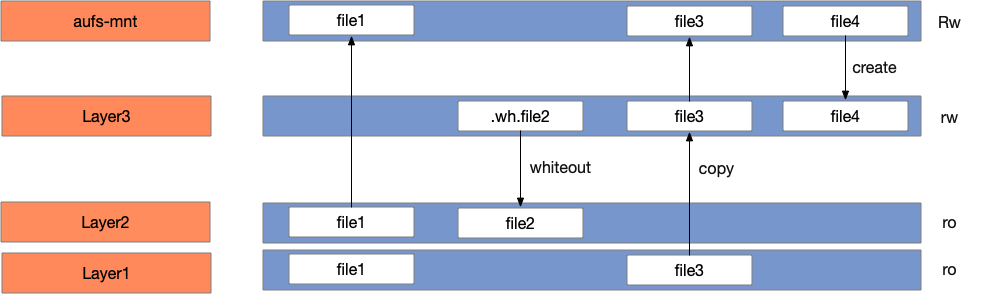 aufs-mnt file1 file3 file4 Rw
create
Layer3 .wh.file2 file3 file4 rw
whiteout copy
Layer2 file1 file2 ro
Layer1 file1 file3 ro